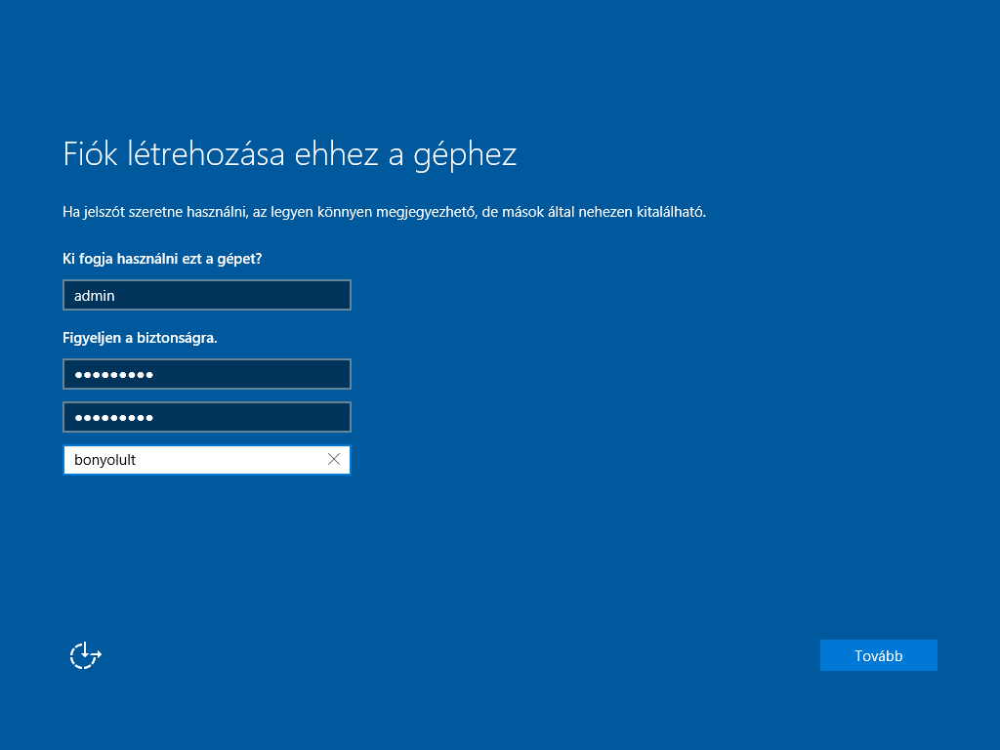 Fiók létrehozása ehhez a géphez
Ha jelszót szeretne használni, az legyen könnyen megjegyezhető, de mások által nehezen kitalálható.
Ki fogja használni ezt a gépet?
admin
Figyeljen a biztonságra.
●●●●●●●●●
●●●●●●●●●
bonyolult
Tovább